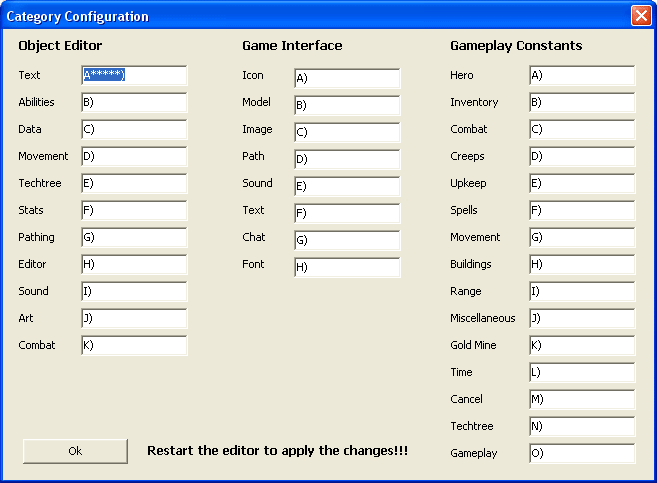 Category Configuration
Object Editor
Text A*****)
Abilities B)
Data C)
Movement D)
Techtree E)
Stats F)
Pathing G)
Editor H)
Sound I)
Art J)
Combat K)
Game Interface
Icon A)
Model B)
Image C)
Path D)
Sound E)
Text F)
Chat G)
Font H)
Gameplay Constants
Hero A)
Inventory B)
Combat C)
Creeps D)
Upkeep E)
Spells F)
Movement G)
Buildings H)
Range I)
Miscellaneous J)
Gold Mine K)
Time L)
Cancel M)
Techtree N)
Gameplay O)
Ok
Restart the editor to apply the changes!!!